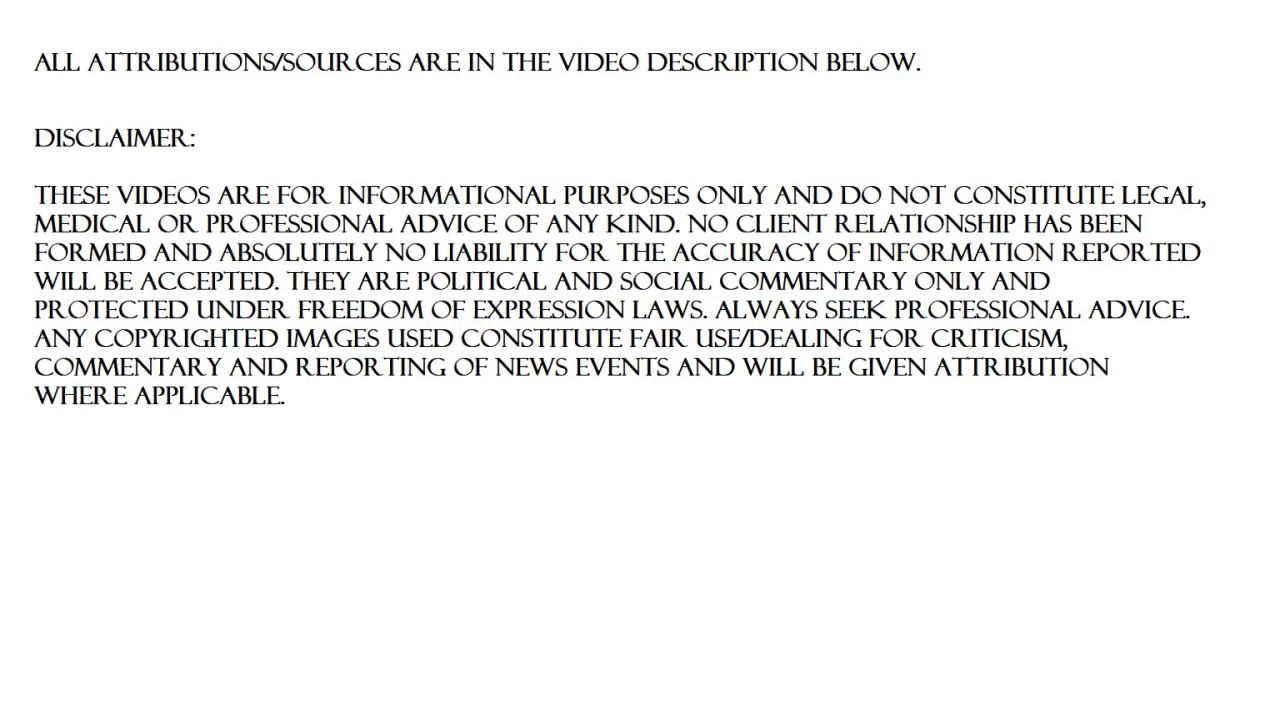 ALL ATTRIBUTIONS/SOURCES ARE IN THE VIDEO DESCRIPTION BELOW.
DISCLAIMER:
THESE VIDEOS ARE FOR INFORMATIONAL PURPOSES ONLY AND DO NOT CONSTITUTE LEGAL,
MEDICAL OR PROFESSIONAL ADVICE OF ANY KIND. NO CLIENT RELATIONSHIP HAS BEEN
FORMED AND ABSOLUTELY NO LIABILITY FOR THE ACCURACY OF INFORMATION REPORTED
WILL BE ACCEPTED. THEY ARE POLITICAL AND SOCIAL COMMENTARY ONLY AND
PROTECTED UNDER FREEDOM OF EXPRESSION LAWS. ALWAYS SEEK PROFESSIONAL ADVICE.
ANY COPYRIGHTED IMAGES USED CONSTITUTE FAIR USE/DEALING FOR CRITICISM,
COMMENTARY AND REPORTING OF NEWS EVENTS AND WILL BE GIVEN ATTRIBUTION
WHERE APPLICABLE.